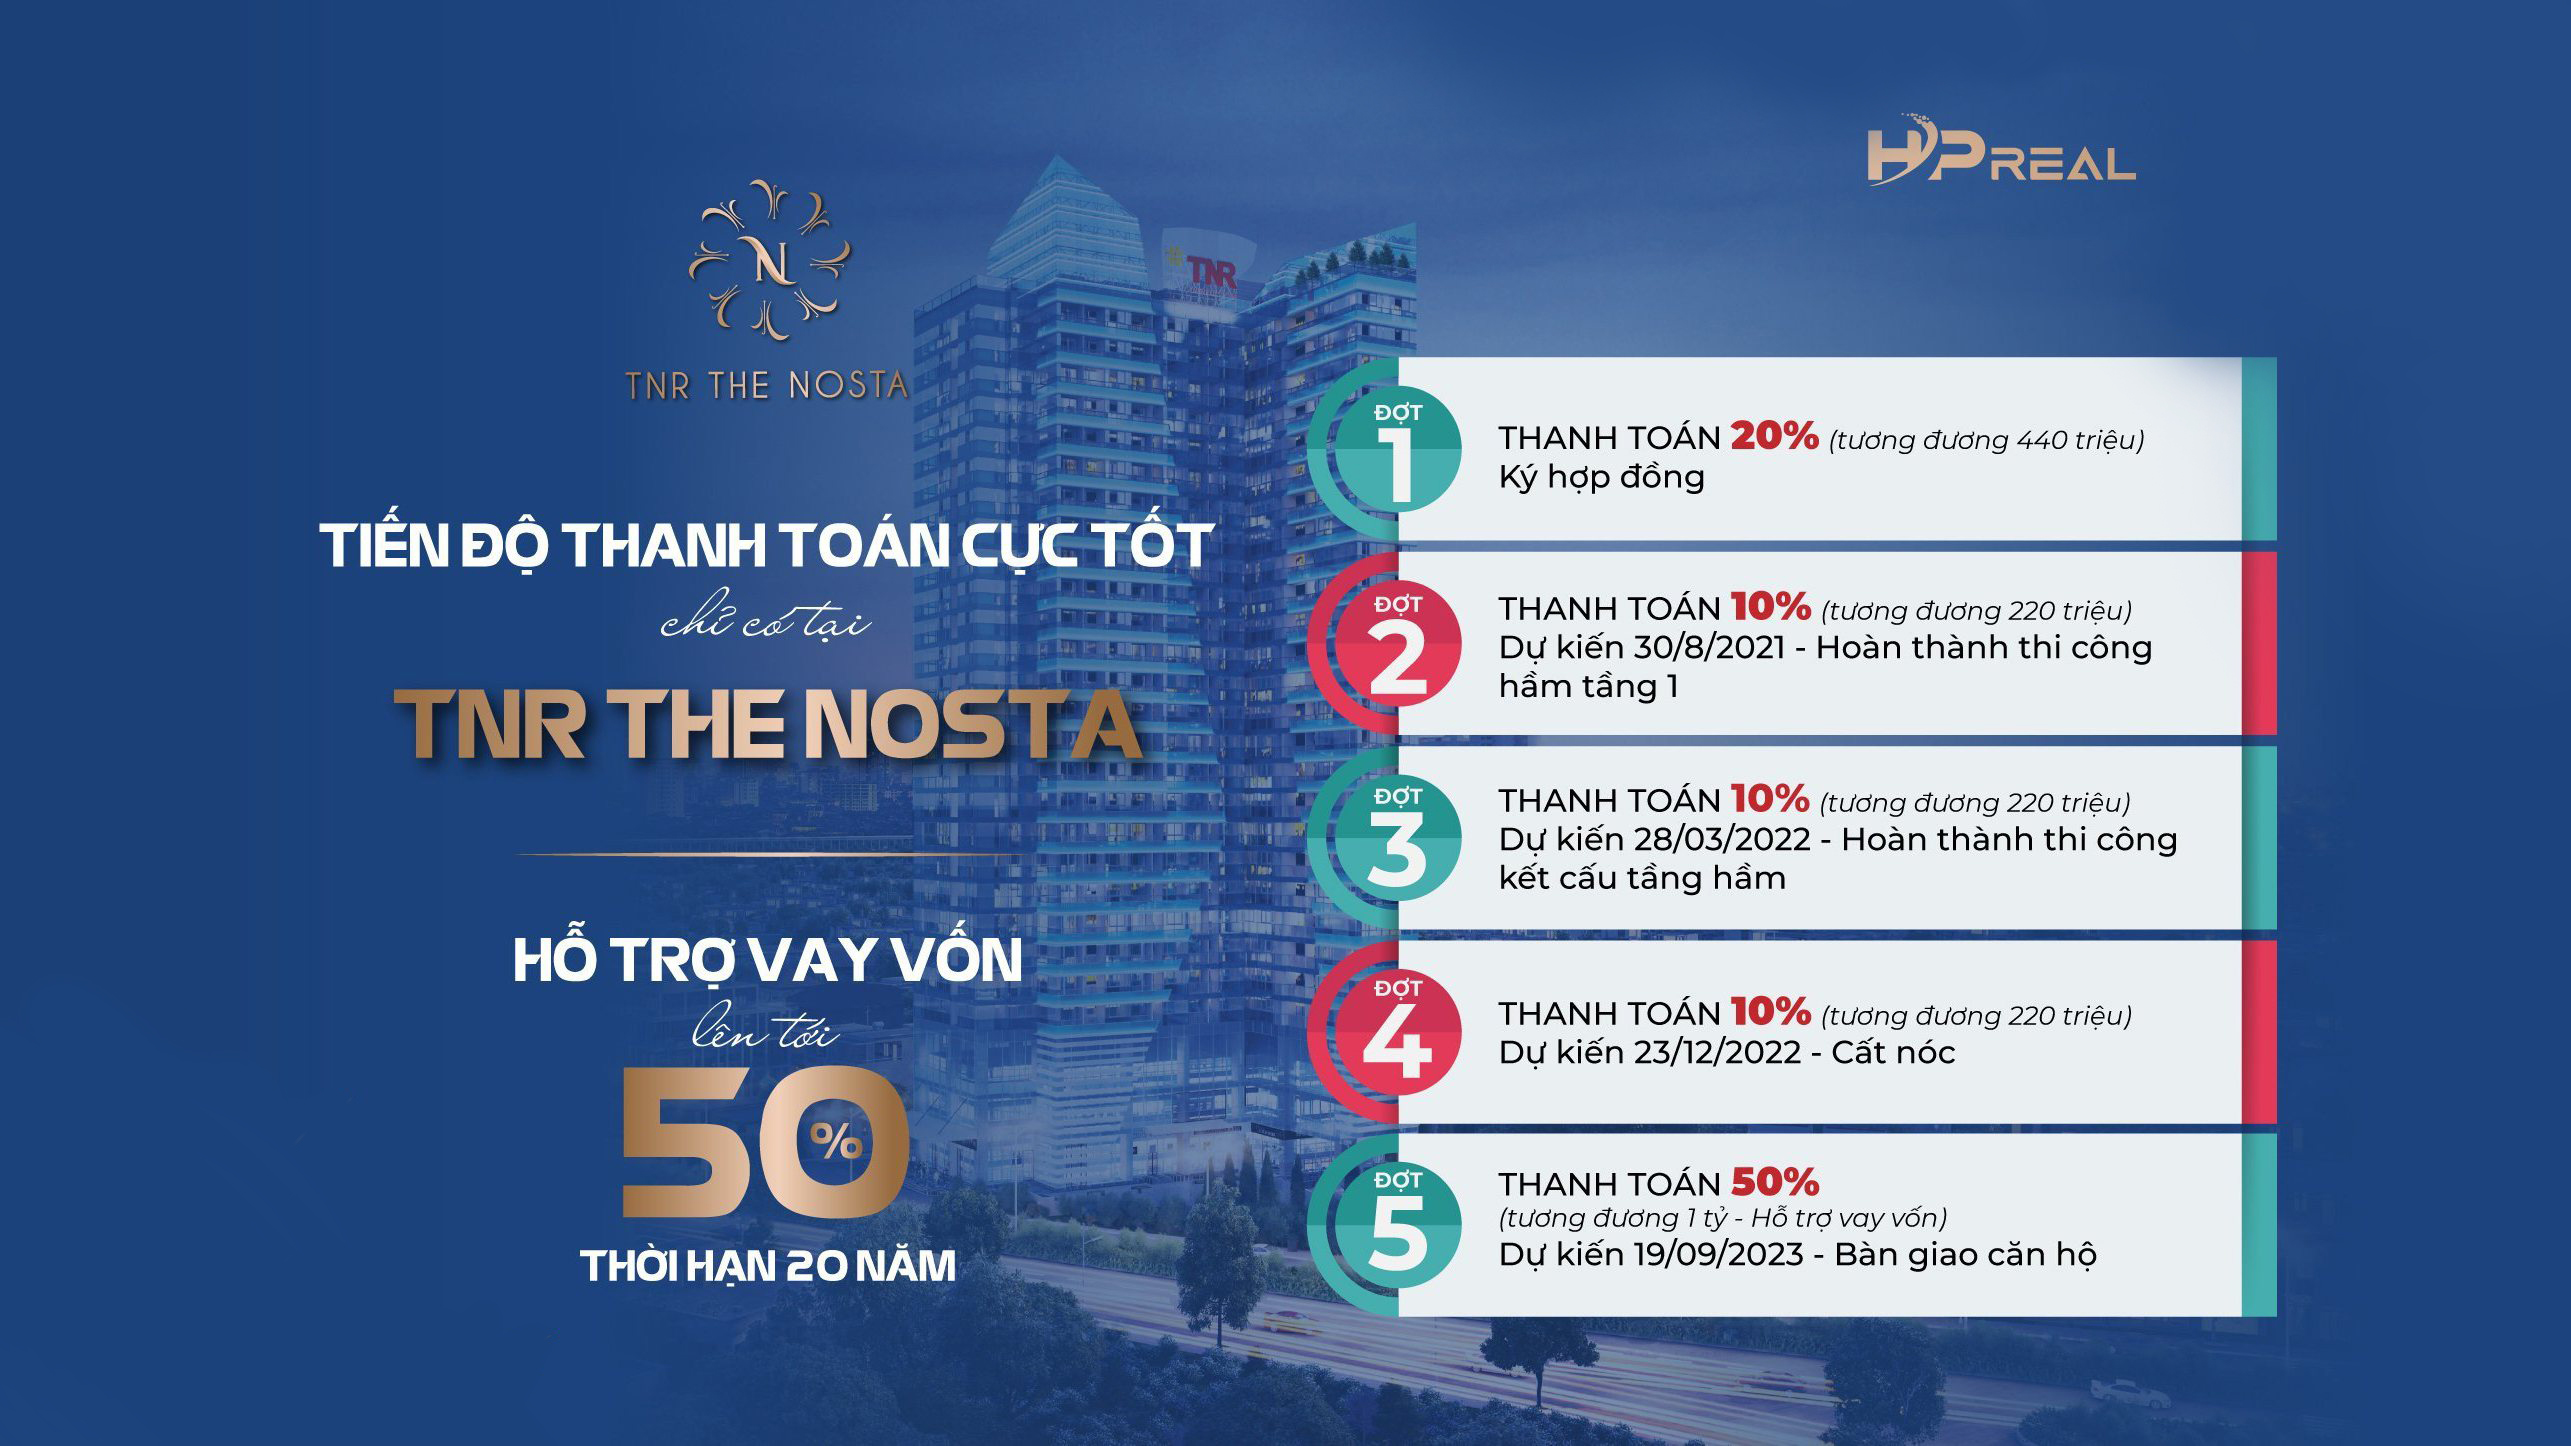 HPREAL
N
TNR THE NOSTA
TNR
TIẾN ĐỘ THANH TOÁN CỰC TỐT
chỉ có tại
TNR THE NOSTA
HỖ TRỢ VAY VỐN
lên tới
50%
THỜI HẠN 20 NĂM
ĐỢT
1
THANH TOÁN 20% (tương đương 440 triệu)
Ký hợp đồng
ĐỢT
2
THANH TOÁN 10% (tương đương 220 triệu)
Dự kiến 30/8/2021 - Hoàn thành thi công
hầm tầng 1
ĐỢT
3
THANH TOÁN 10% (tương đương 220 triệu)
Dự kiến 28/03/2022 - Hoàn thành thi công
kết cấu tầng hầm
ĐỢT
4
THANH TOÁN 10% (tương đương 220 triệu)
Dự kiến 23/12/2022 - Cất nóc
ĐỢT
5
THANH TOÁN 50%
(tương đương 1 tỷ - Hỗ trợ vay vốn)
Dự kiến 19/09/2023 - Bàn giao căn hộ